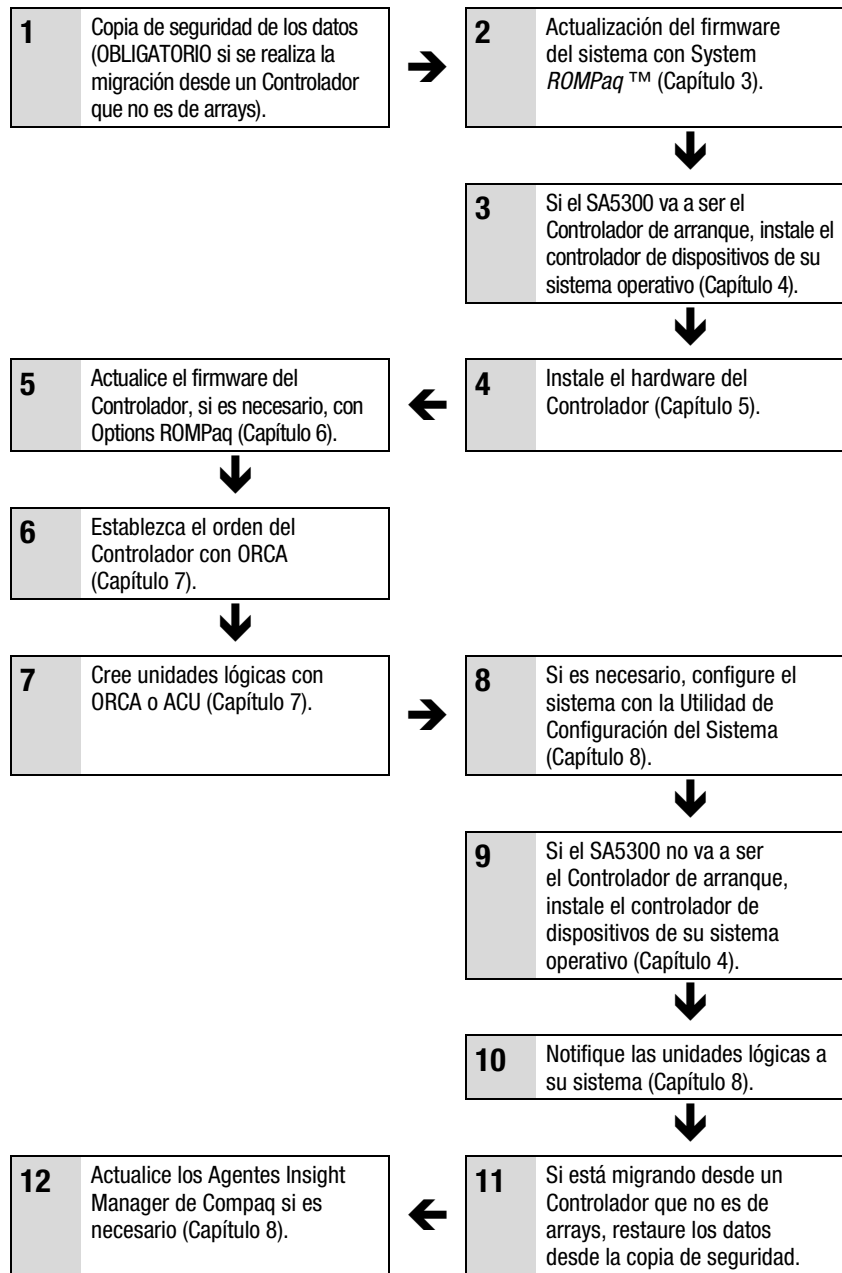 1
Copia de seguridad de los datos
(OBLIGATORIO si se realiza la
migración desde un Controlador
que no es de arrays).
2
Actualización del firmware
del sistema con System
ROMPaq ™ (Capítulo 3).
3
Si el SA5300 va a ser el
Controlador de arranque, instale el
controlador de dispositivos de su
sistema operativo (Capítulo 4).
4
Instale el hardware del
Controlador (Capítulo 5).
5
Actualice el firmware del
Controlador, si es necesario, con
Options ROMPaq (Capítulo 6).
6
Establezca el orden del
Controlador con ORCA
(Capítulo 7).
7
Cree unidades lógicas con
ORCA o ACU (Capítulo 7).
8
Si es necesario, configure el
sistema con la Utilidad de
Configuración del Sistema
(Capítulo 8).
9
Si el SA5300 no va a ser
el Controlador de arranque,
instale el controlador de
dispositivos de su sistema
operativo (Capítulo 4).
10
Notifique las unidades lógicas a
su sistema (Capítulo 8).
11
Si está migrando desde un
Controlador que no es de
arrays, restaure los datos
desde la copia de seguridad.
12
Actualice los Agentes Insight
Manager de Compaq si es
necesario (Capítulo 8).